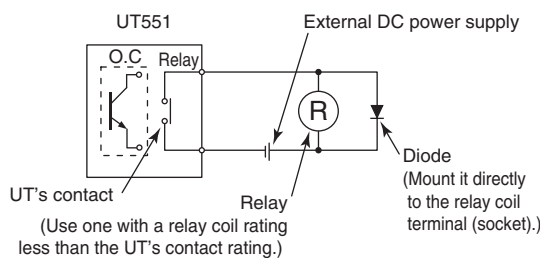 UT551
External DC power supply
O.C
Relay
R
UT's contact
Relay
(Use one with a relay coil rating
less than the UT's contact rating.)
Diode
(Mount it directly
to the relay coil
terminal (socket).)